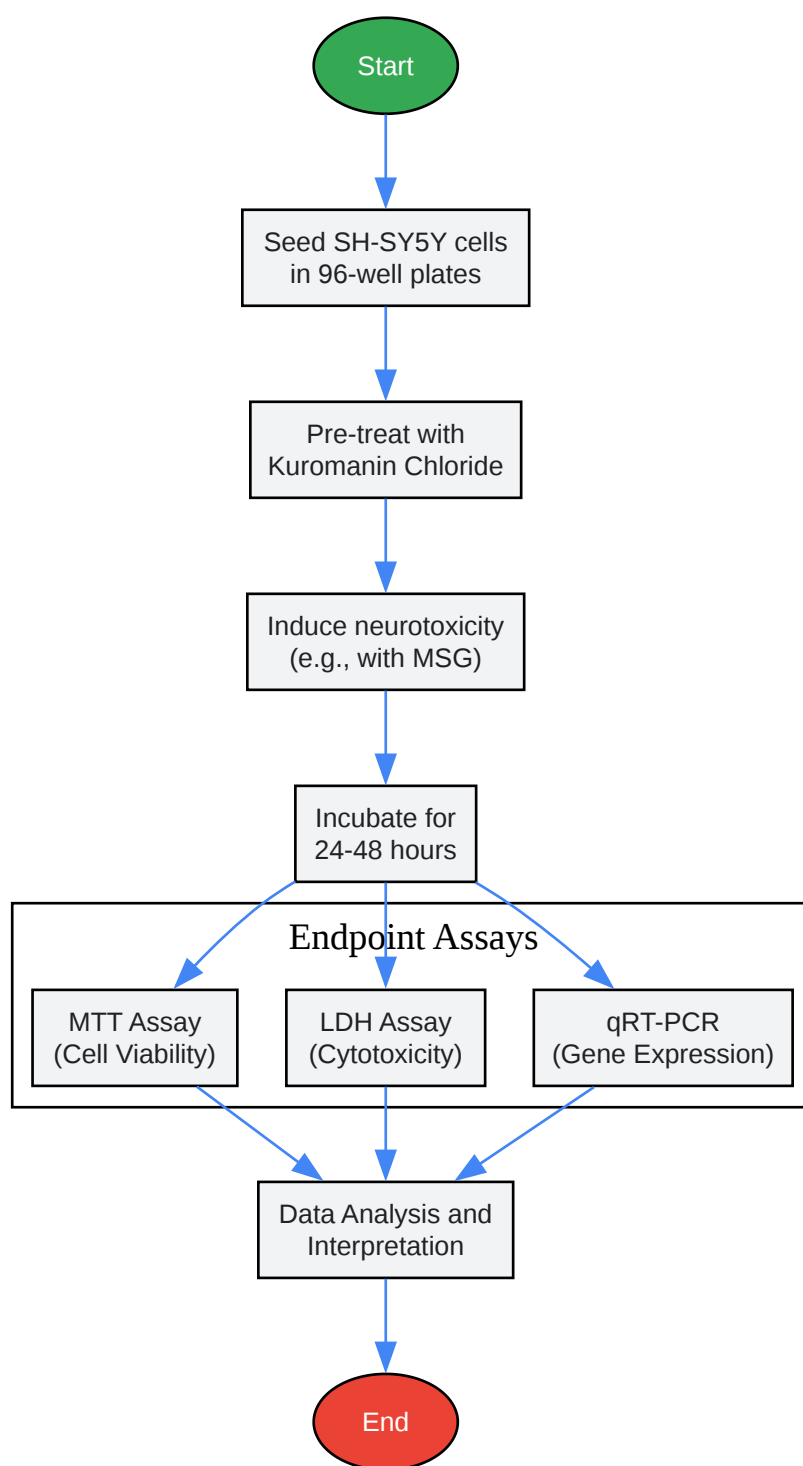 Start
Seed SH-SY5Y cells
in 96-well plates
Pre-treat with
Kuromanin Chloride
Induce neurotoxicity
(e.g., with MSG)
Incubate for
24-48 hours
Endpoint Assays
MTT Assay
(Cell Viability)
LDH Assay
(Cytotoxicity)
qRT-PCR
(Gene Expression)
Data Analysis and
Interpretation
End